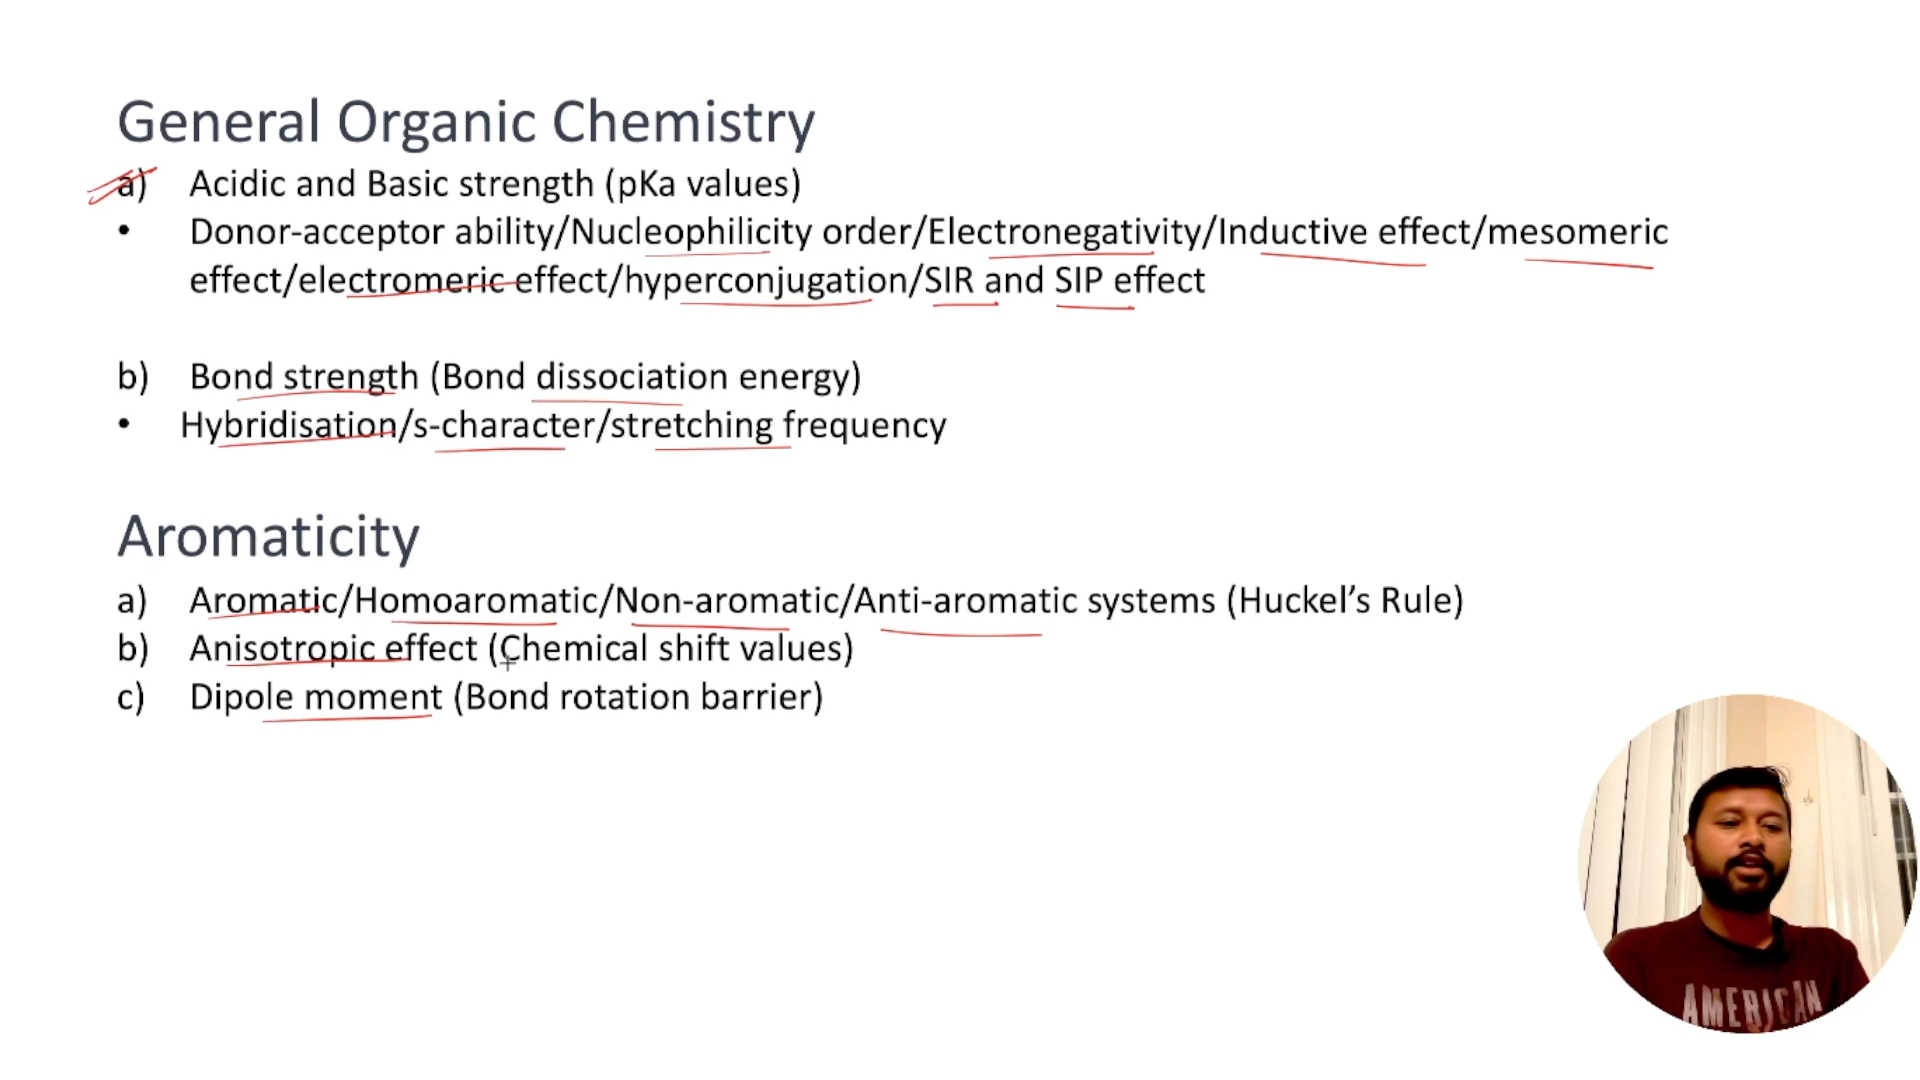 General Organic Chemistry
a) Acidic and Basic strength (pKa values)
• Donor-acceptor ability/Nucleophilicity order/Electronegativity/Inductive effect/mesomeric
effect/electromeric effect/hyperconjugation/SIR and SIP effect
b) Bond strength (Bond dissociation energy)
• Hybridisation/s-character/stretching frequency
Aromaticity
a) Aromatic/Homoaromatic/Non-aromatic/Anti-aromatic systems (Huckel’s Rule)
b) Anisotropic effect (Chemical shift values)
c) Dipole moment (Bond rotation barrier)
AMERICAN